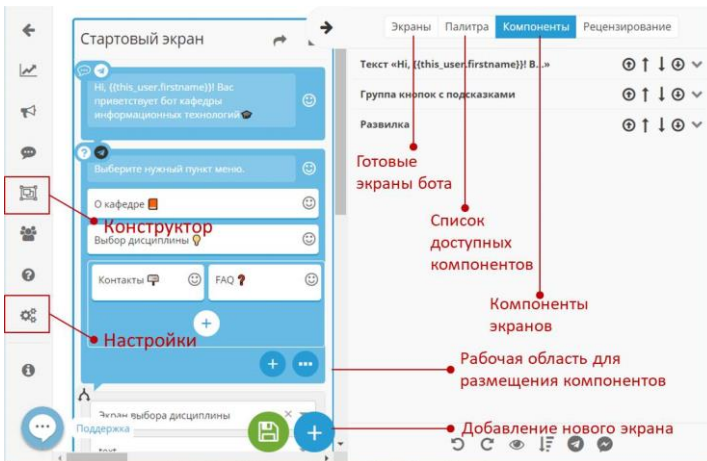 Стартовый экран
Hi, {{this_user.firstname}}! Вас
приветствует бот кафедры
информационных технологий
Выберите нужный пункт меню.
О кафедре
Выбор дисциплины
Контакты
FAQ
Экран выбора дисциплины
text
Поддержка
Конструктор
Настройки
Экраны
Палитра
Компоненты
Рецензирование
Текст «Hi, {{this_user.firstname}}! В...»
Группа кнопок с подсказками
Развилка
Готовые
экраны бота
Список
доступных
компонентов
Компоненты
экранов
Рабочая область для
размещения компонентов
Добавление нового экрана